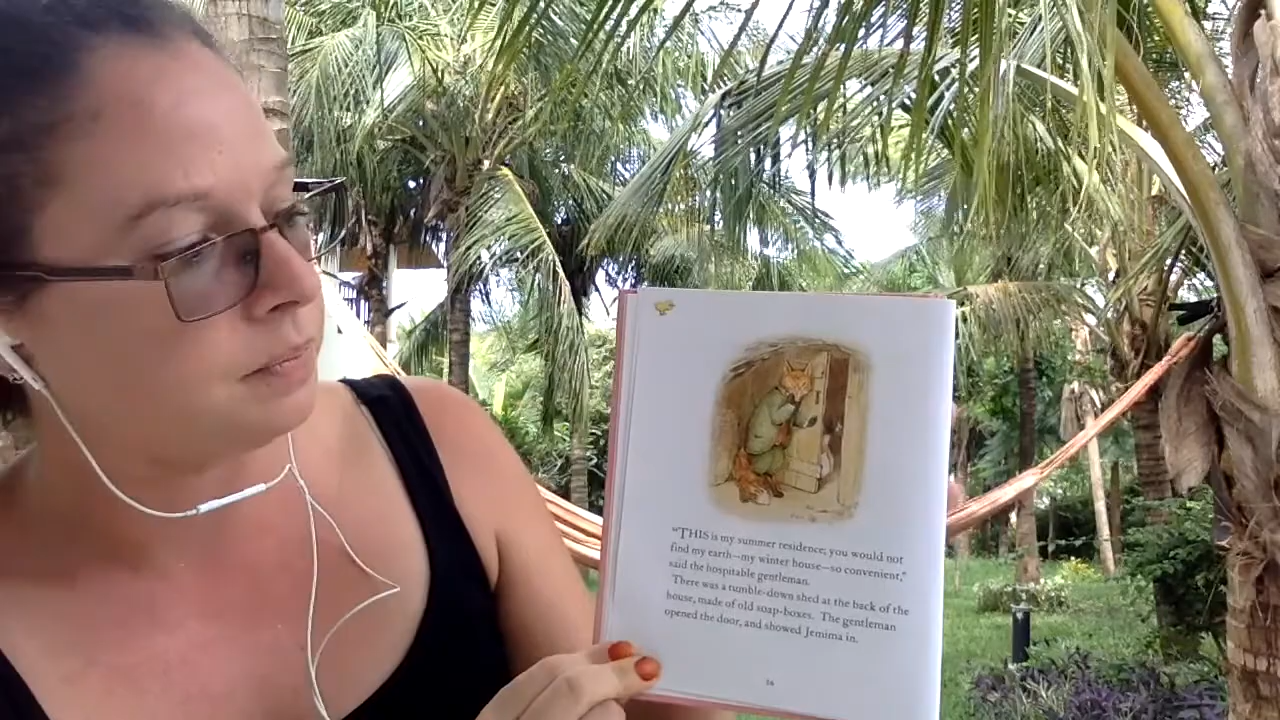 "THIS is my summer residence; you would not
find my earth—my winter house—so convenient,"
said the hospitable gentleman.
There was a tumble-down shed at the back of the
house, made of old soap-boxes. The gentleman
opened the door, and showed Jemima in.